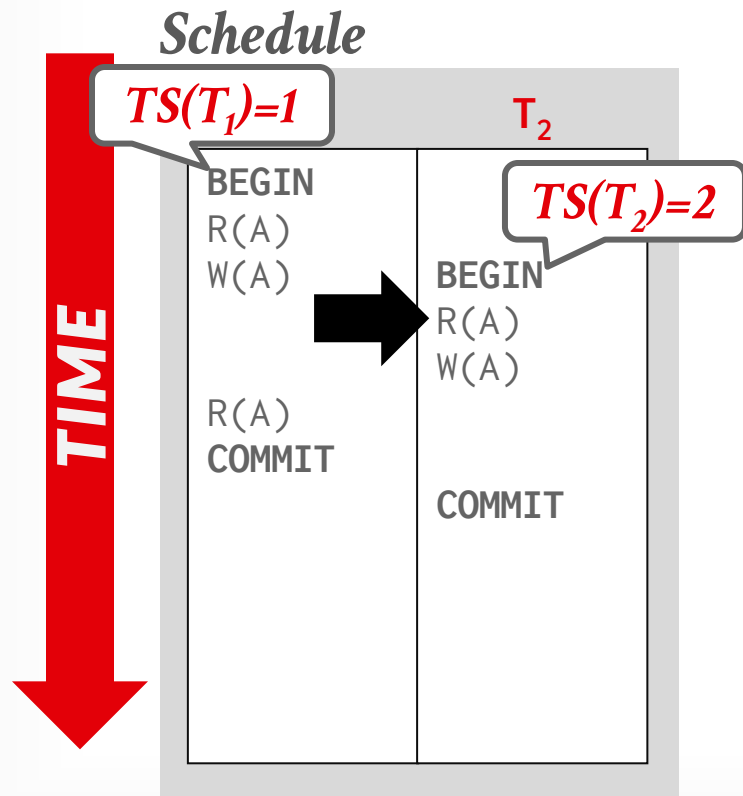 Schedule
TS(T₁)=1
T₂
BEGIN
R(A)
W(A)
TS(T₂)=2
BEGIN
R(A)
W(A)
R(A)
COMMIT
COMMIT
TIME